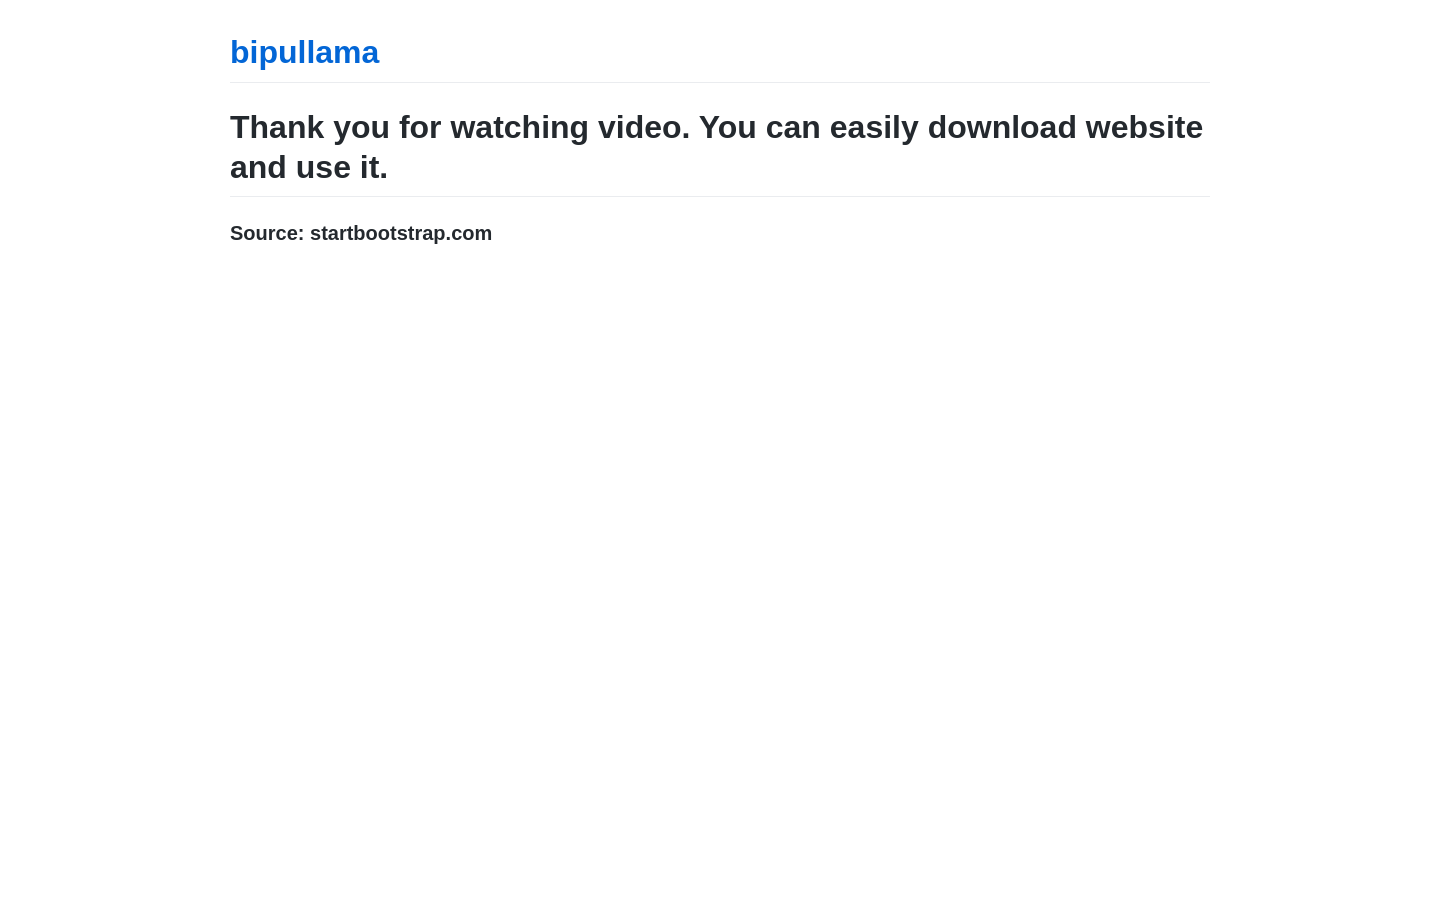 bipullama
Thank you for watching video. You can easily download website
and use it.
Source: startbootstrap.com